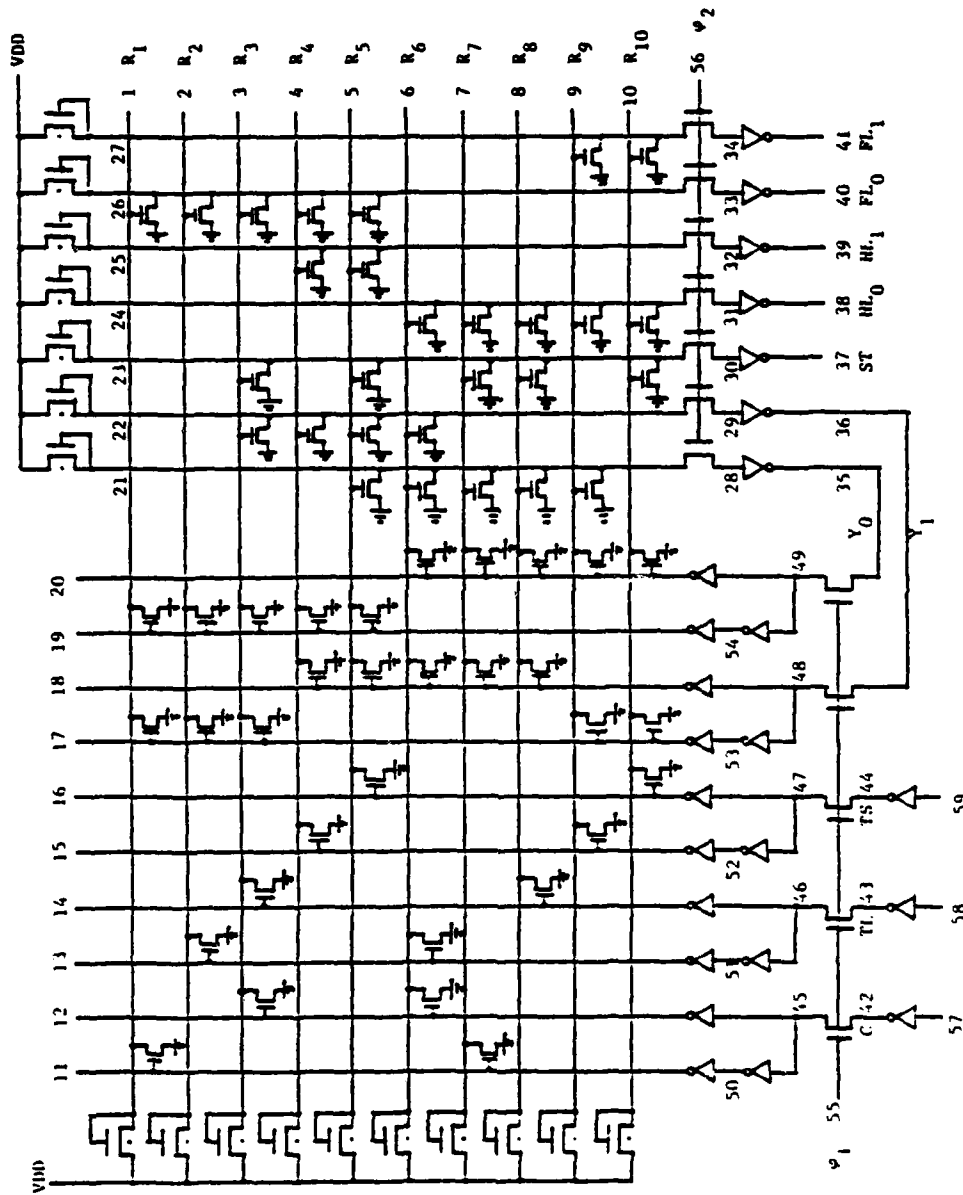 VDD
27 26 25 24 23 22 21 20 19 18 17 16 15 14 13 12 11
1 R1
2 R2
3 R3
4 R4
5 R5
6 R6
7 R7
8 R8
9 R9
10 R10
56 φ2
34 33 32 31 30 29 28
41 FL1
40 FL0
39 HL1
38 HL0
37 ST
36 Y1
35 Y0
49 54 48 53 47 52 46 45 50
TS 44
TL 43
C 42
59
58
57
55 φ1
VDD